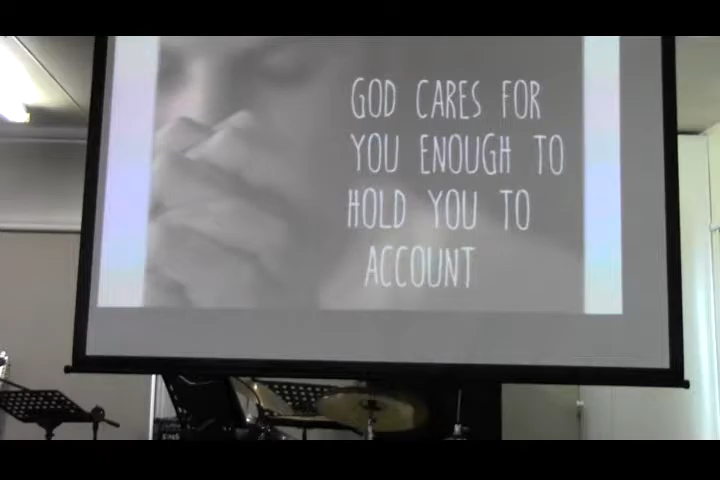 GOD CARES FOR
YOU ENOUGH TO
HOLD YOU TO
ACCOUNT